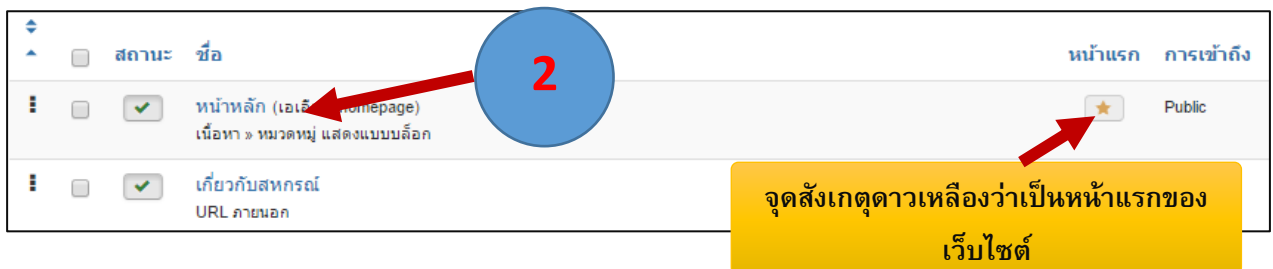 สถานะ ชื่อ หน้าแรก การเข้าถึง
2
หน้าหลัก (เอเลี homepage) Public
เนื้อหา » หมวดหมู่ แสดงแบบบล็อก
เกี่ยวกับสหกรณ์
URL ภายนอก
จุดสังเกตุดาวเหลืองว่าเป็นหน้าแรกของ
เว็บไซต์